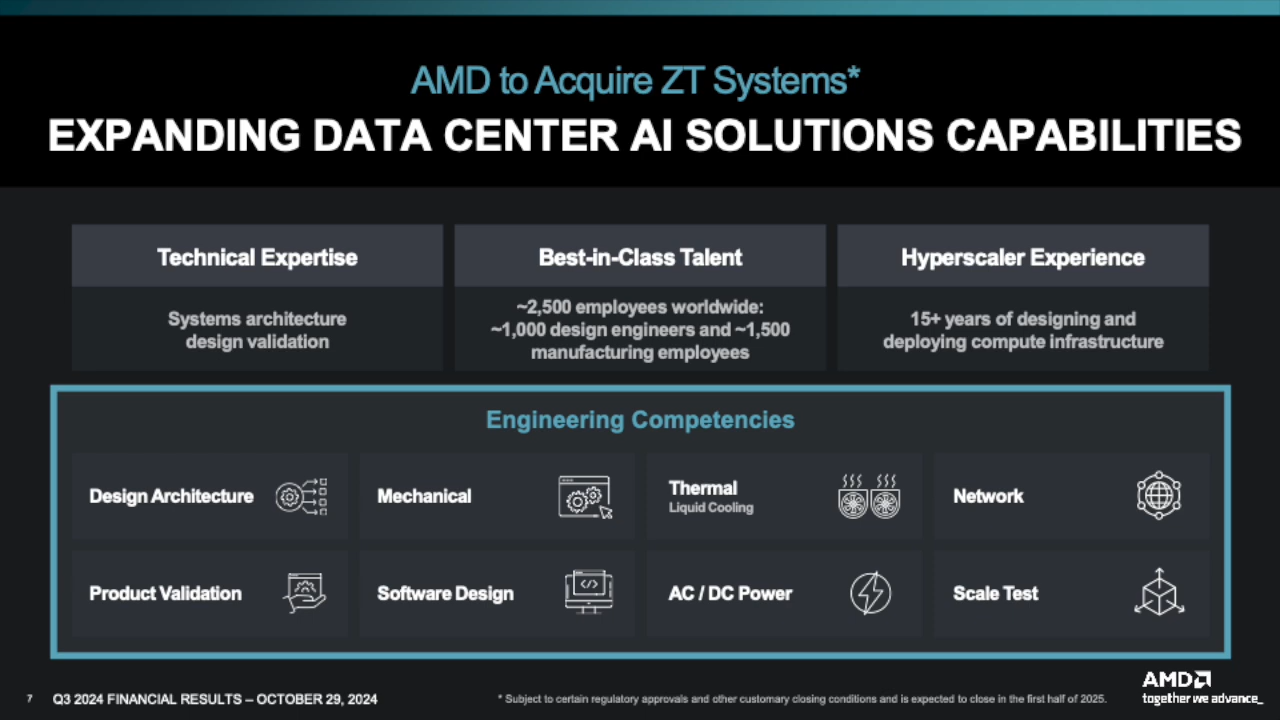 AMD to Acquire ZT Systems*
EXPANDING DATA CENTER AI SOLUTIONS CAPABILITIES
Technical Expertise
Systems architecture
design validation
Best-in-Class Talent
~2,500 employees worldwide:
~1,000 design engineers and ~1,500
manufacturing employees
Hyperscaler Experience
15+ years of designing and
deploying compute infrastructure
Engineering Competencies
Design Architecture
Mechanical
Thermal
Liquid Cooling
Network
Product Validation
Software Design
</>
AC / DC Power
Scale Test
7
Q3 2024 FINANCIAL RESULTS – OCTOBER 29, 2024
* Subject to certain regulatory approvals and other customary closing conditions and is expected to close in the first half of 2025.
AMD
together we advance_